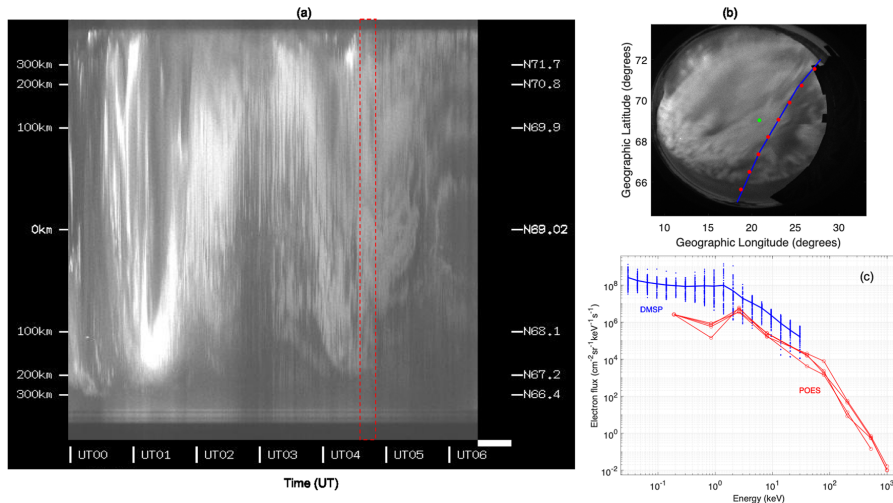 (a)
300km
200km
100km
0km
100km
200km
300km
N71.7
N70.8
N69.9
N69.02
N68.1
N67.2
N66.4
UT00 UT01 UT02 UT03 UT04 UT05 UT06
Time (UT)
(b)
Geographic Latitude (degrees)
72
70
68
66
10 15 20 25 30
Geographic Longitude (degrees)
(c)
Electron flux (cm⁻²sr⁻¹keV⁻¹s⁻¹)
10⁸
10⁶
10⁴
10²
10⁰
10⁻²
DMSP
POES
10⁻¹ 10⁰ 10¹ 10² 10³
Energy (keV)